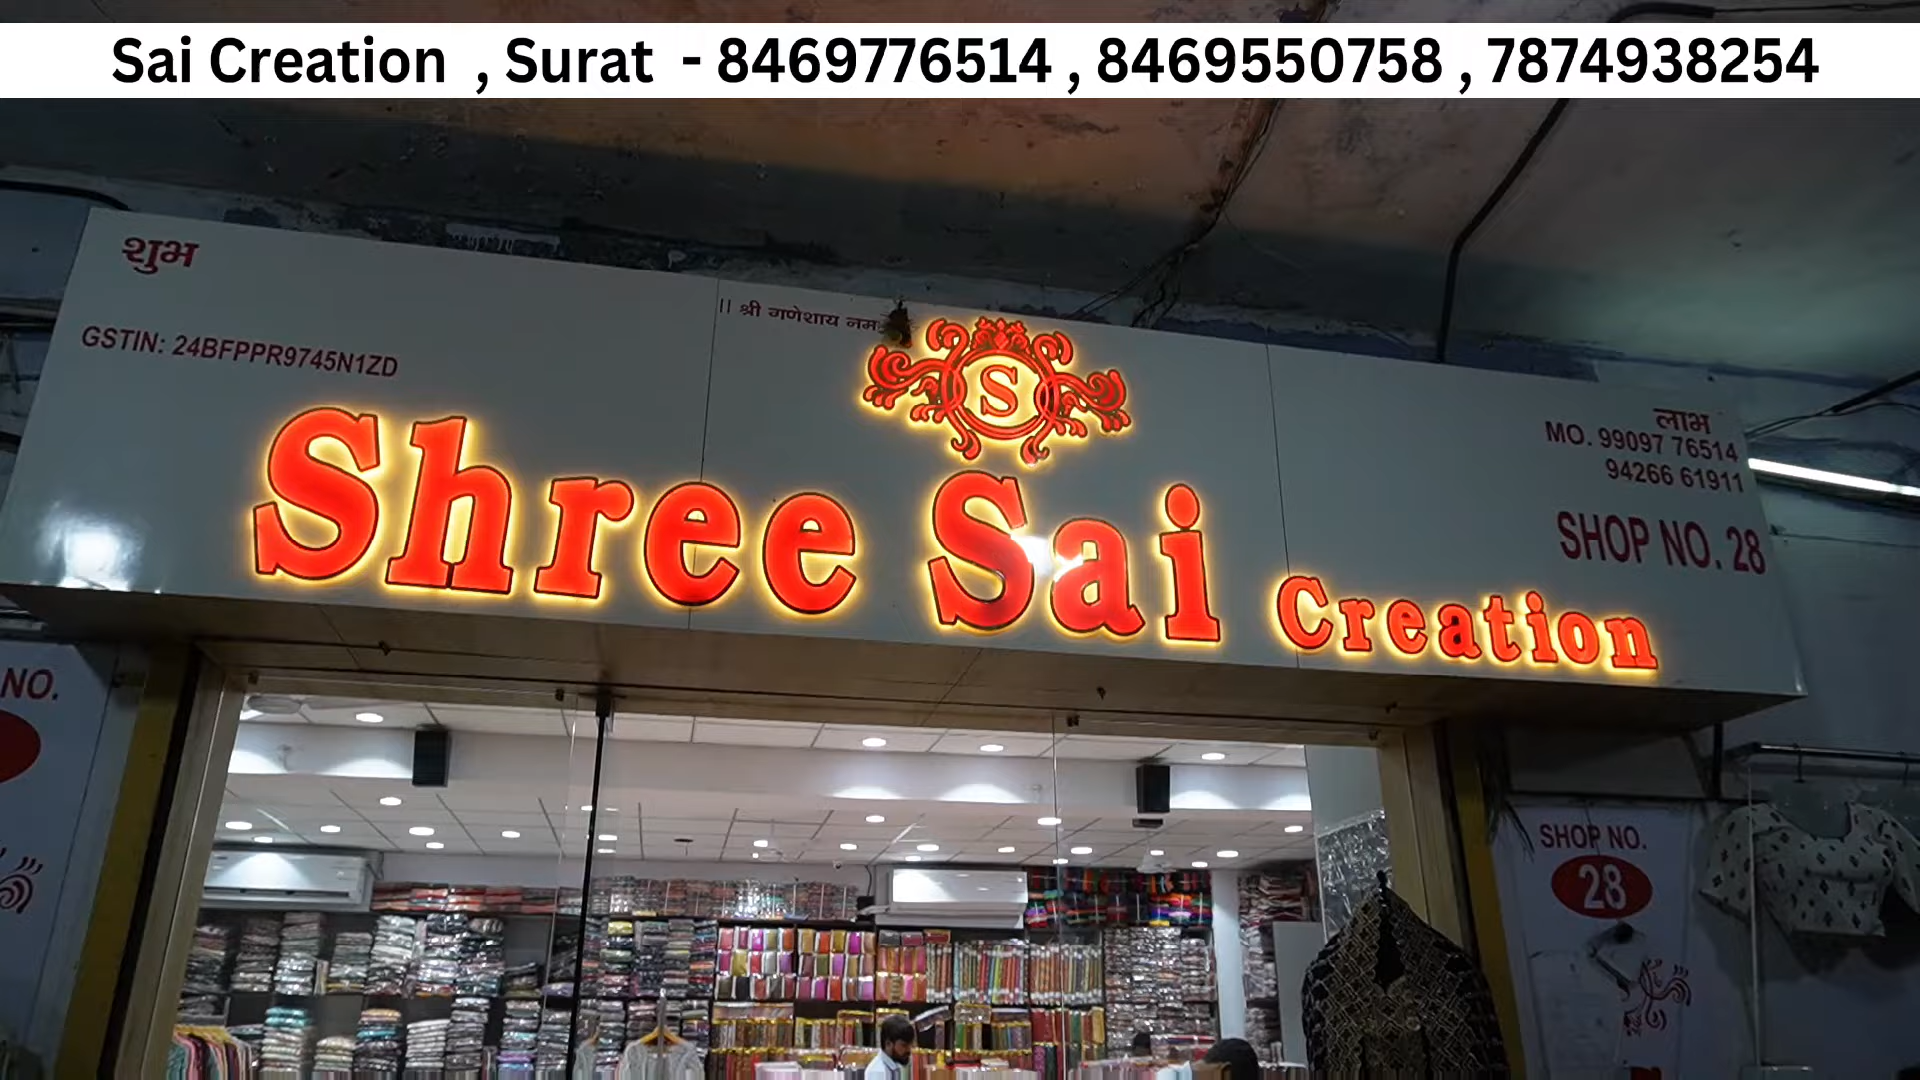 Sai Creation , Surat - 8469776514 , 8469550758 , 7874938254
शुभ
|| श्री गणेशाय नम
GSTIN: 24BFPPR9745N1ZD
S
लाभ
MO. 99097 76514
94266 61911
SHOP NO. 28
Shree Sai Creation
NO.
SHOP NO.
28